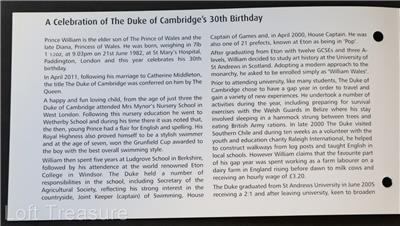 A Celebration of The Duke of Cambridge's 30th Birthday
Prince William is the elder son of The Prince of Wales and the
late Diana, Princess of Wales. He was born, weighing in 7lb
1 1/2oz, at 9.03pm on 21st June 1982, at St Mary's Hospital,
Paddington, London and this year celebrates his 30th
birthday.
In April 2011, following his marriage to Catherine Middleton,
the title The Duke of Cambridge was conferred on him by The
Queen.
A happy and fun loving child, from the age of just three the
Duke of Cambridge attended Mrs Mynor's Nursery School in
West London. Following this nursery education he went to
Wetherby School and during his time there it was noted that,
the then, young Prince had a flair for English and spelling. His
Royal Highness also proved himself to be a stylish swimmer
and at the age of seven, won the Grunfield Cup awarded to
the boy with the best overall swimming style.
William then spent five years at Ludgrove School in Berkshire,
followed by his attendance at the world renowned Eton
College in Windsor. The Duke held a number of
responsibilities in the school, including Secretary of the
Agricultural Society, reflecting his strong interest in the
countryside, Joint Keeper (captain) of Swimming, House
Captain of Games and, in April 2000, House Captain. He was
also one of 21 prefects, known at Eton as being in 'Pop'.
After graduating from Eton with twelve GCSEs and three A-
levels, William decided to study art history at the University of
St Andrews in Scotland. Adopting a modern approach to the
monarchy, he asked to be enrolled simply as 'William Wales'.
Prior to attending university, like many students, The Duke of
Cambridge chose to have a gap year in order to travel and
gain a variety of new experiences. He undertook a number of
activities during the year, including preparing for survival
exercises with the Welsh Guards in Belize where his stay
involved sleeping in a hammock strung between trees and
eating British Army rations. In late 2000 The Duke visited
Southern Chile and during ten weeks as a volunteer with the
youth and education charity Raleigh International, he helped
to construct walkways from log posts and taught English in
local schools. However William claims that the favourite part
of his gap year was spent working as a farm labourer on a
dairy farm in England rising before dawn to milk cows and
receiving an hourly wage of £3.20.
The Duke graduated from St Andrews University in June 2005
receiving a 2:1 and after leaving university, keen to broaden
Loft Treasure